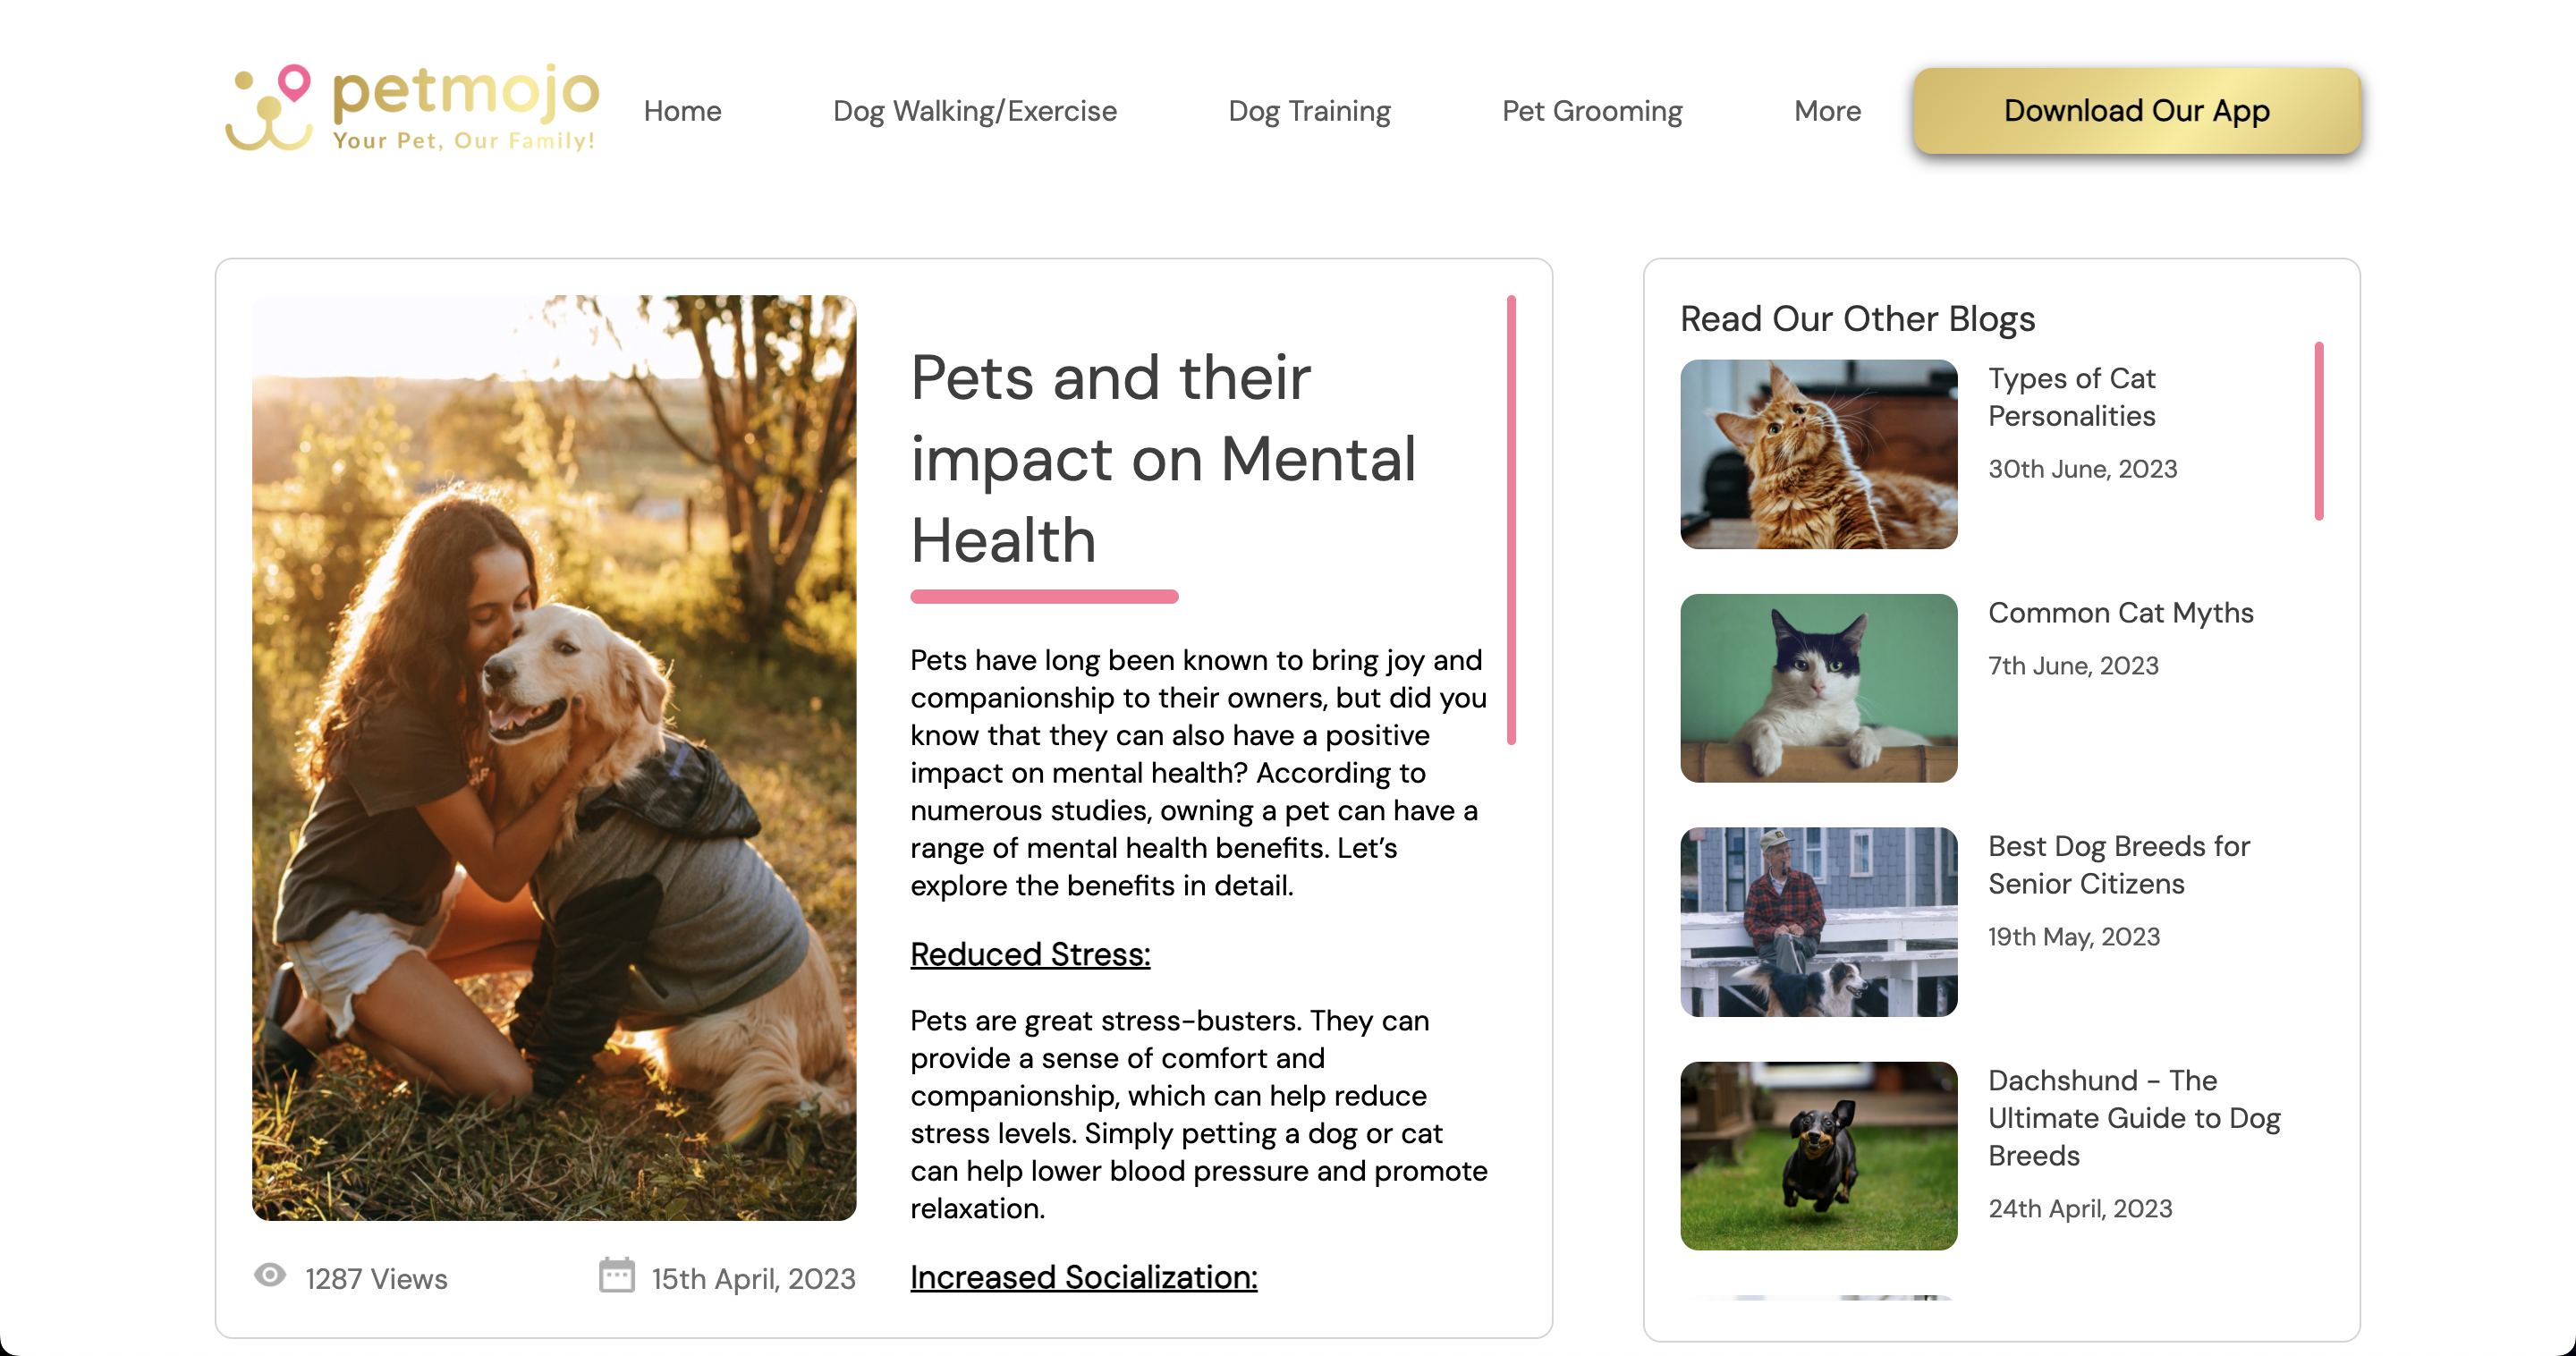 petmojo
Your Pet, Our Family!
Home
Dog Walking/Exercise
Dog Training
Pet Grooming
More
Download Our App
Pets and their
impact on Mental
Health
Pets have long been known to bring joy and
companionship to their owners, but did you
know that they can also have a positive
impact on mental health? According to
numerous studies, owning a pet can have a
range of mental health benefits. Let’s
explore the benefits in detail.
Reduced Stress:
Pets are great stress-busters. They can
provide a sense of comfort and
companionship, which can help reduce
stress levels. Simply petting a dog or cat
can help lower blood pressure and promote
relaxation.
Increased Socialization:
1287 Views
15th April, 2023
Read Our Other Blogs
Types of Cat
Personalities
30th June, 2023
Common Cat Myths
7th June, 2023
Best Dog Breeds for
Senior Citizens
19th May, 2023
Dachshund - The
Ultimate Guide to Dog
Breeds
24th April, 2023